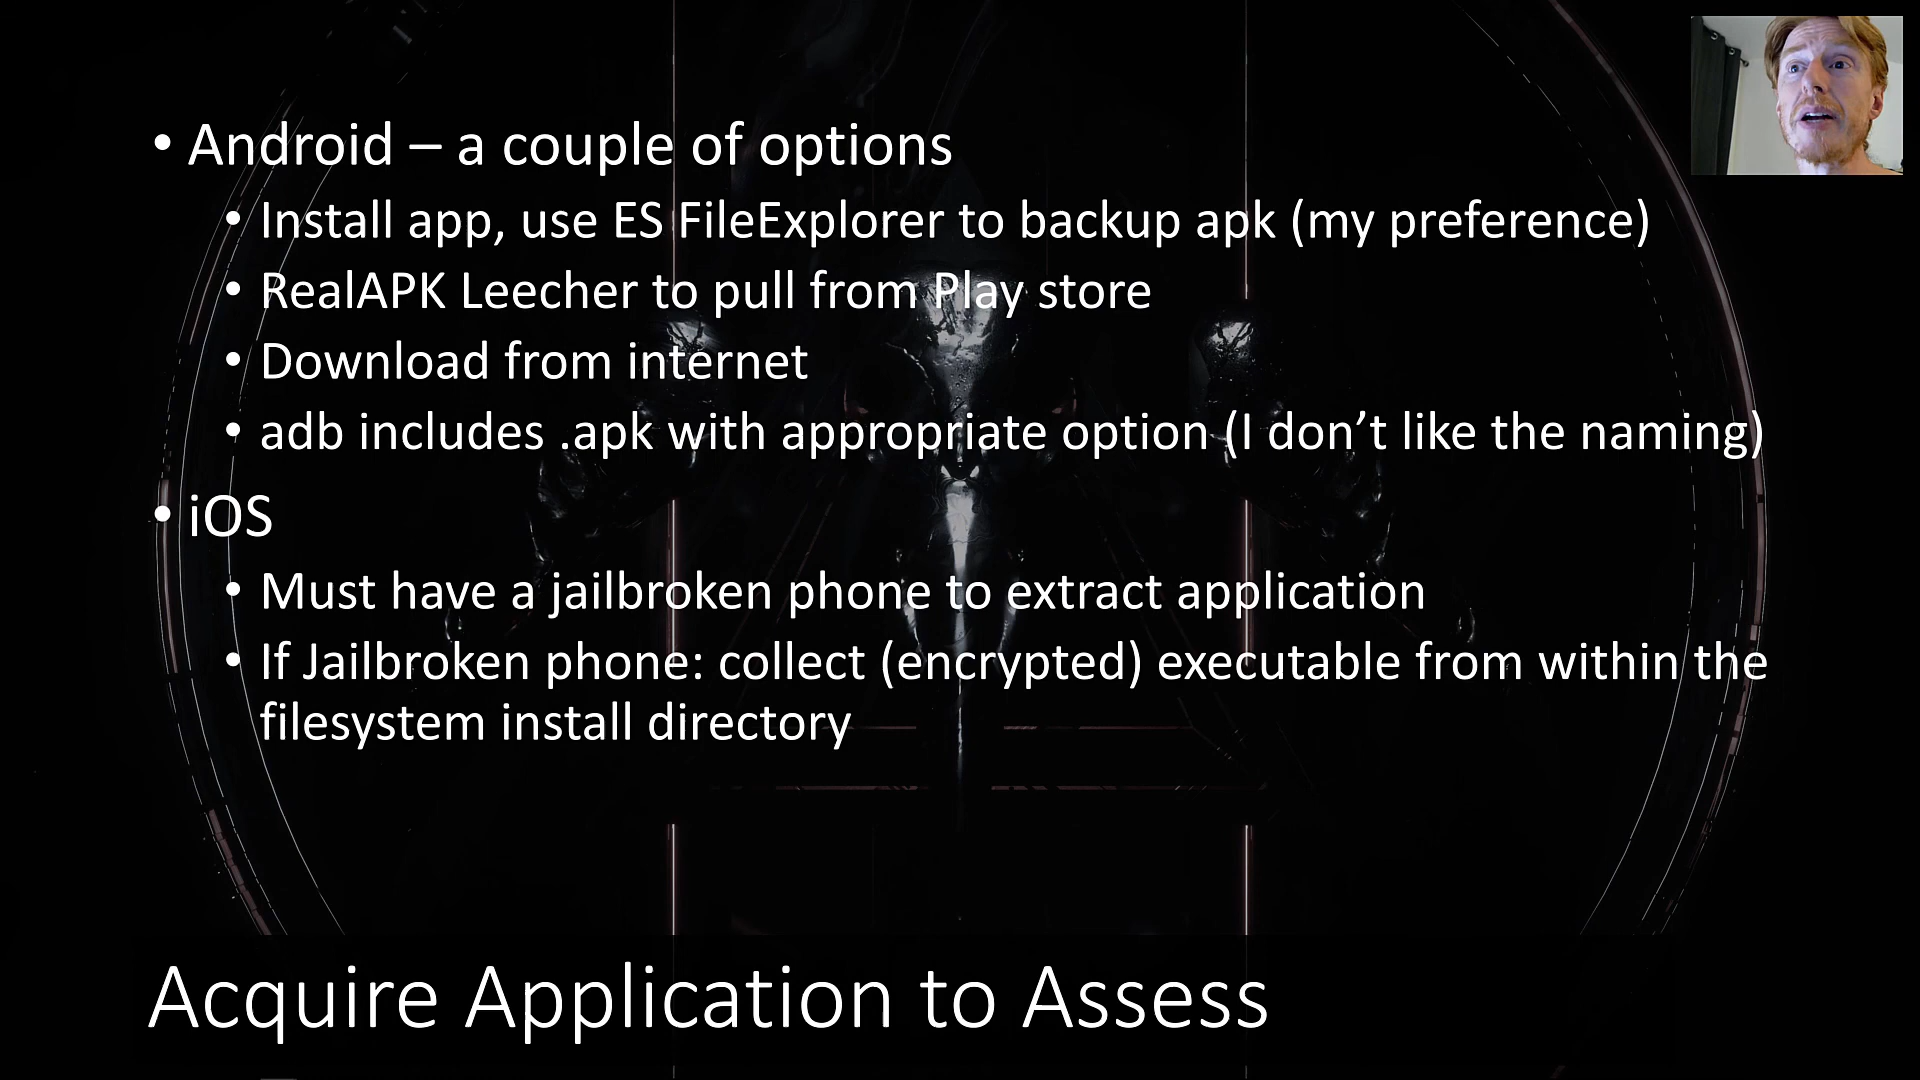 • Android – a couple of options
• Install app, use ES FileExplorer to backup apk (my preference)
• RealAPK Leecher to pull from Play store
• Download from internet
• adb includes .apk with appropriate option (I don’t like the naming)
• iOS
• Must have a jailbroken phone to extract application
• If Jailbroken phone: collect (encrypted) executable from within the
filesystem install directory
Acquire Application to Assess